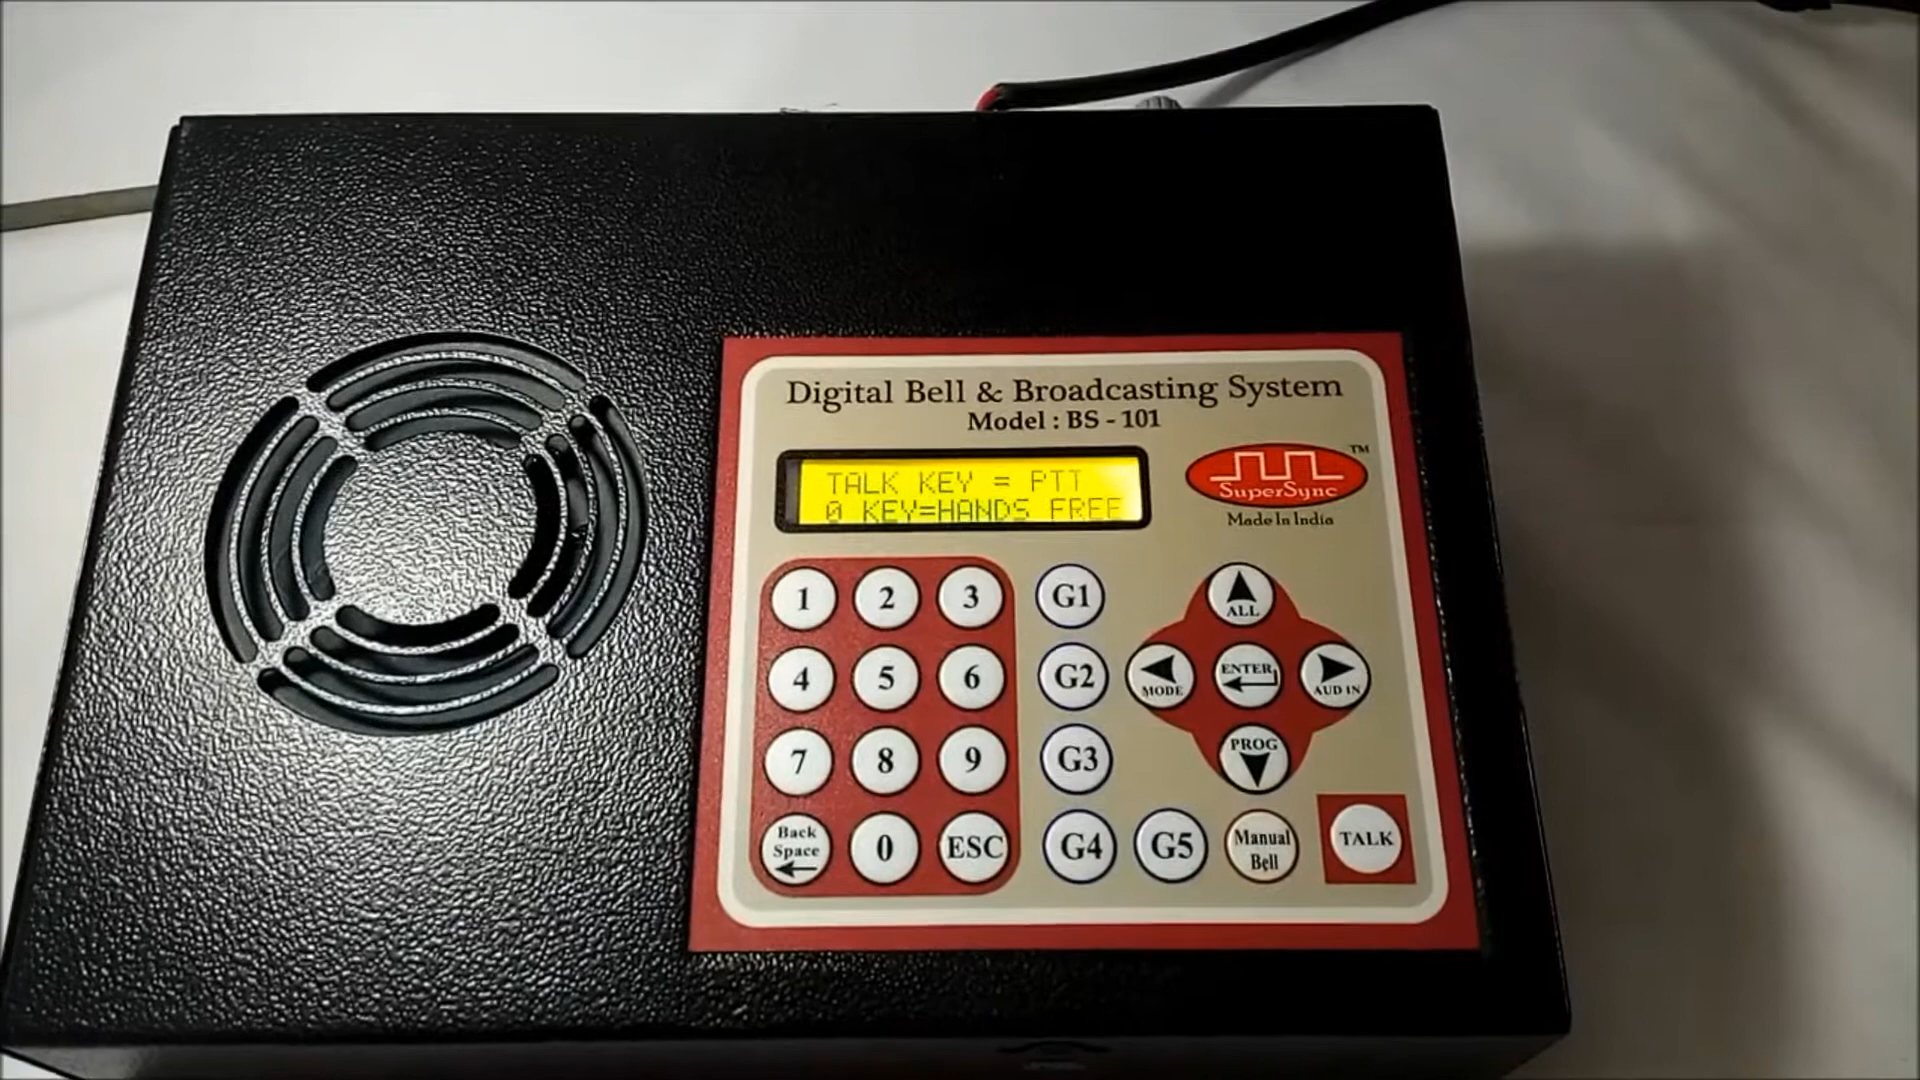 Digital Bell & Broadcasting System
Model : BS - 101
TALK KEY = PTT
0 KEY=HANDS FREE
TM
SuperSync
Made In India
1 2 3 G1
ALL
4 5 6 G2
MODE ENTER AUD IN
7 8 9 G3
PROG
Back Space 0 ESC G4 G5 Manual Bell TALK